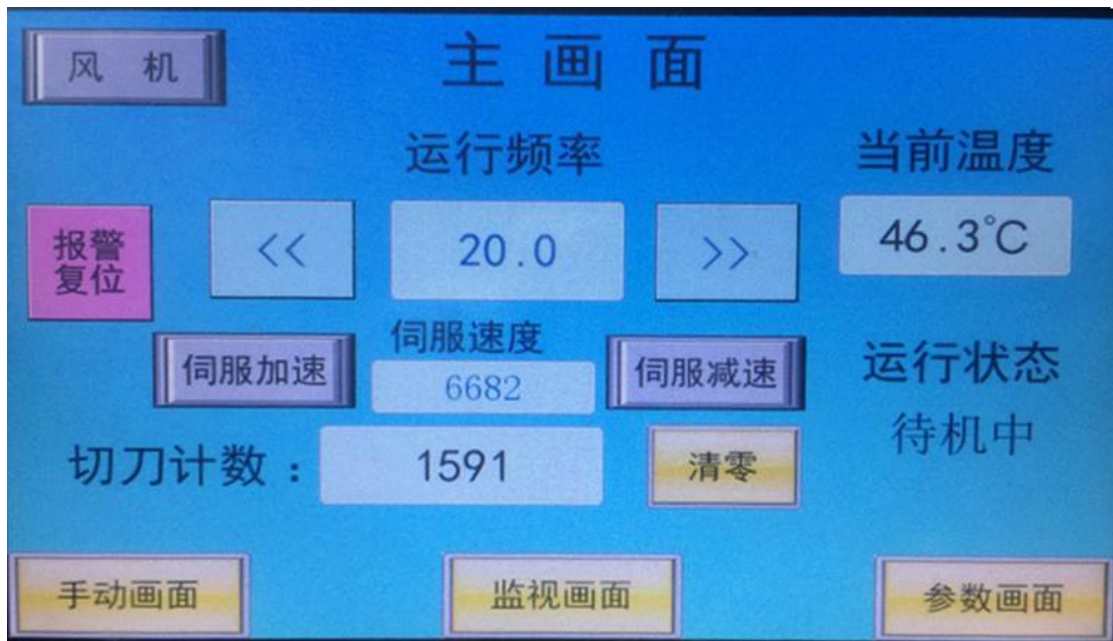 风 机
主 画 面
运行频率
当前温度
报警
复位
<<
20.0
>>
46.3℃
伺服加速
伺服速度
6682
伺服减速
运行状态
待机中
切刀计数：
1591
清零
手动画面
监视画面
参数画面